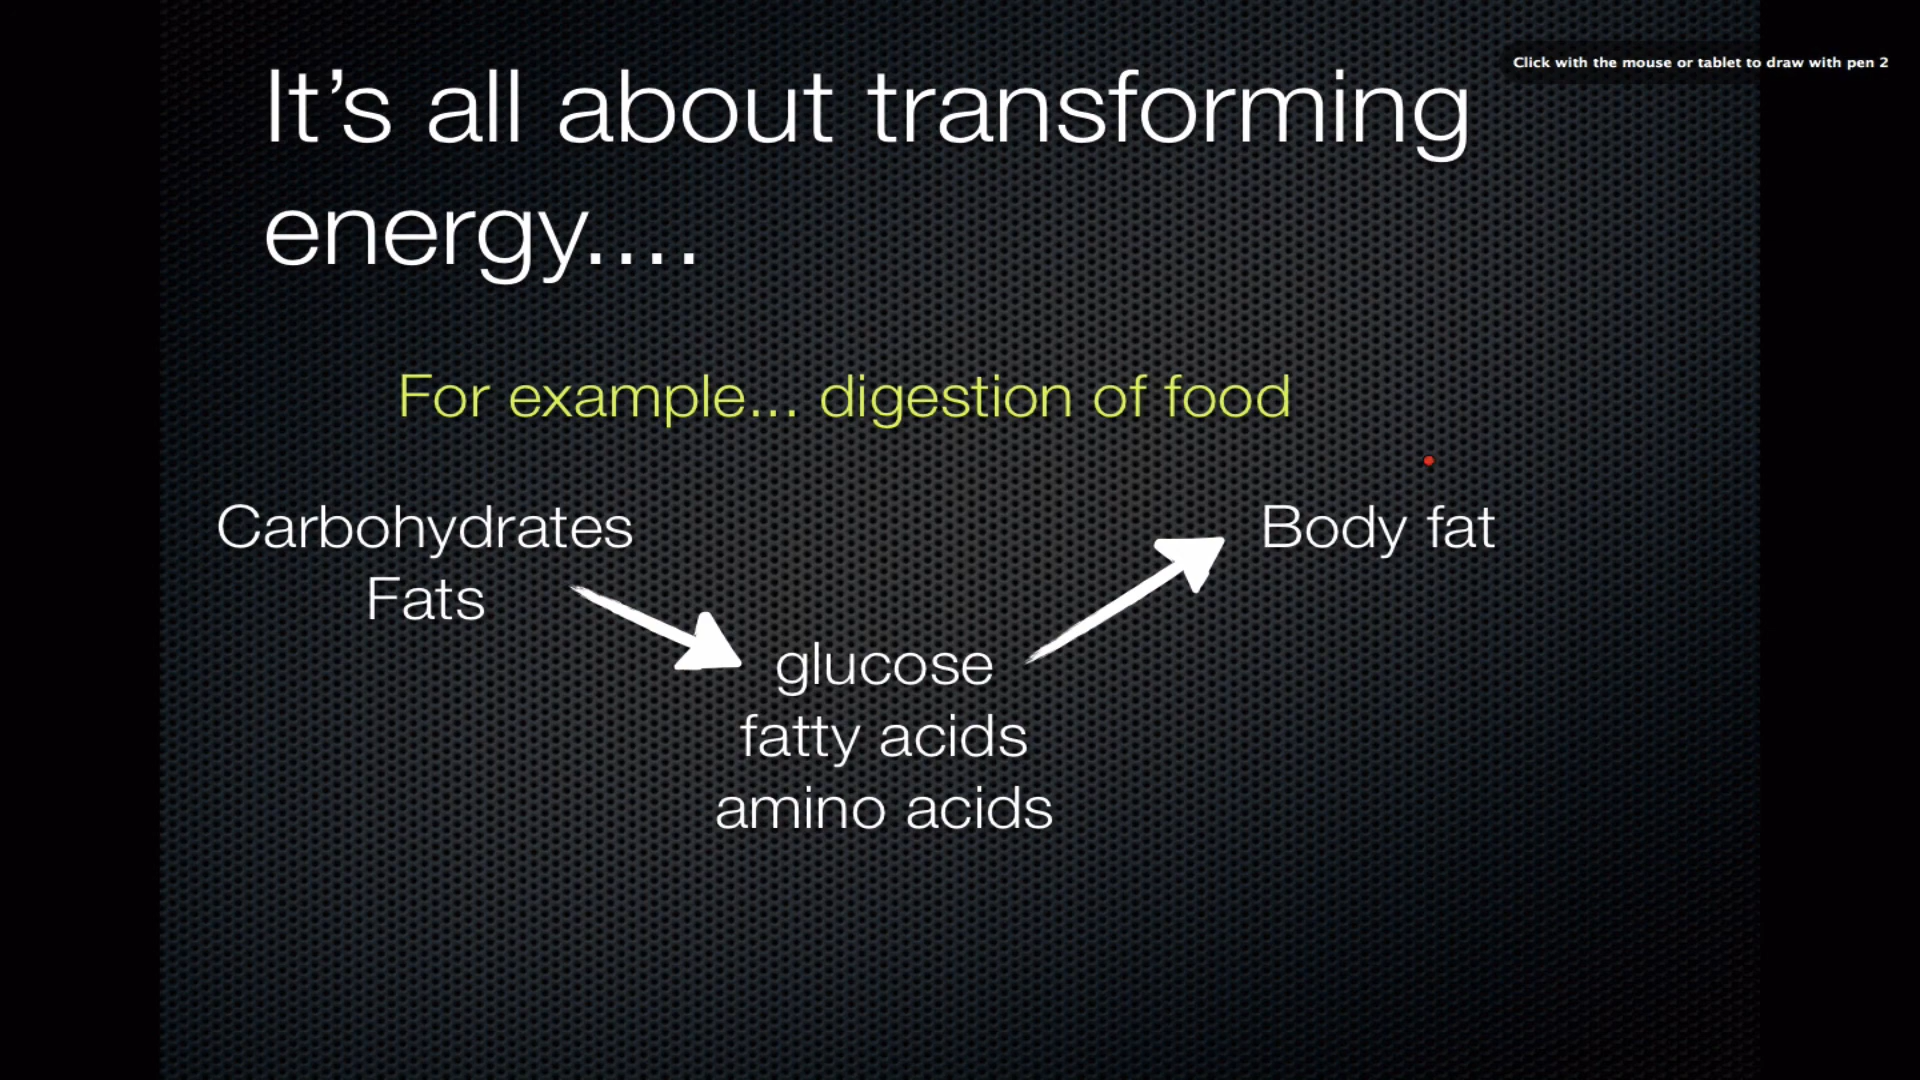 Click with the mouse or tablet to draw with pen 2
It’s all about transforming
energy....
For example... digestion of food
Carbohydrates
Fats
Body fat
glucose
fatty acids
amino acids